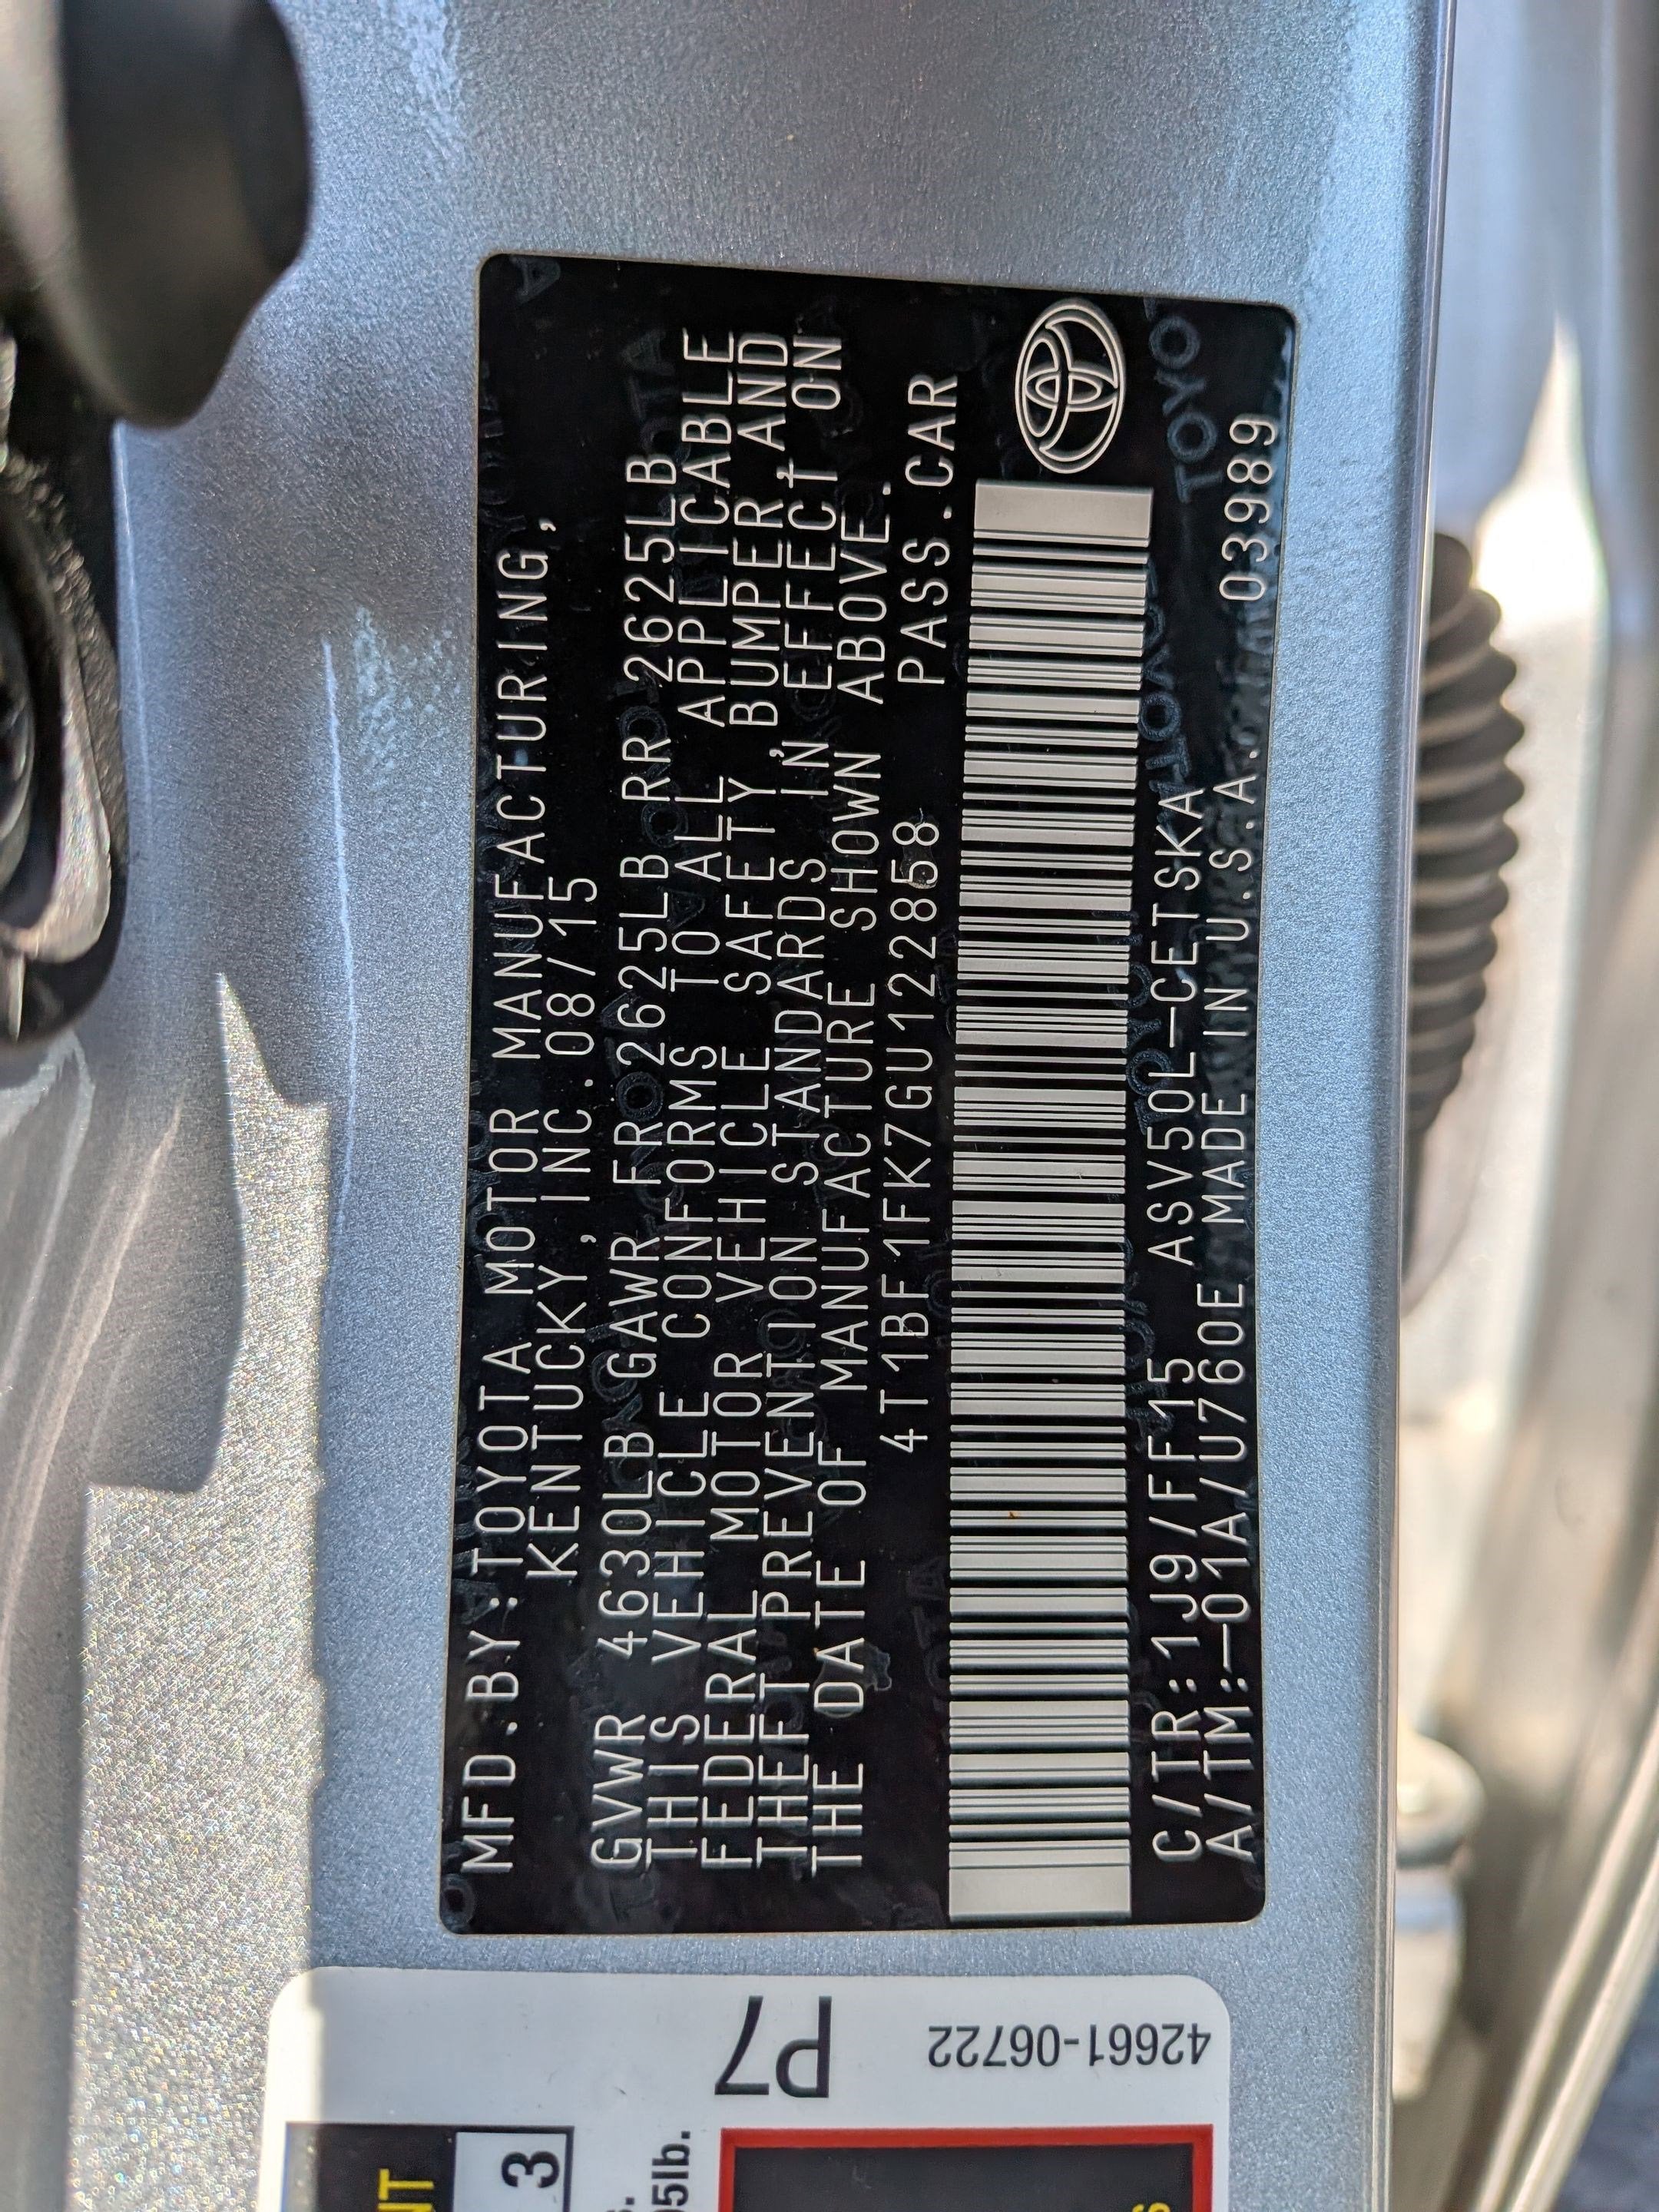 MFD.BY:TOYOTA MOTOR MANUFACTURING,
KENTUCKY, INC.08/15
GVWR 4630LB GAWR FR 2625LB RR 2625LB
THIS VEHICLE CONFORMS TO ALL APPLICABLE
FEDERAL MOTOR VEHICLE SAFETY, BUMPER, AND
THEFT PREVENTION STANDARDS IN EFFECT ON
THE DATE OF MANUFACTURE SHOWN ABOVE.
4T1BF1FK7GU122858 PASS.CAR
C/TR:1J9/FF15 ASV50L-CETSKA
A/TM:-01A/U760E MADE IN U.S.A. 03989
TOYO
P7
42661-06722
3